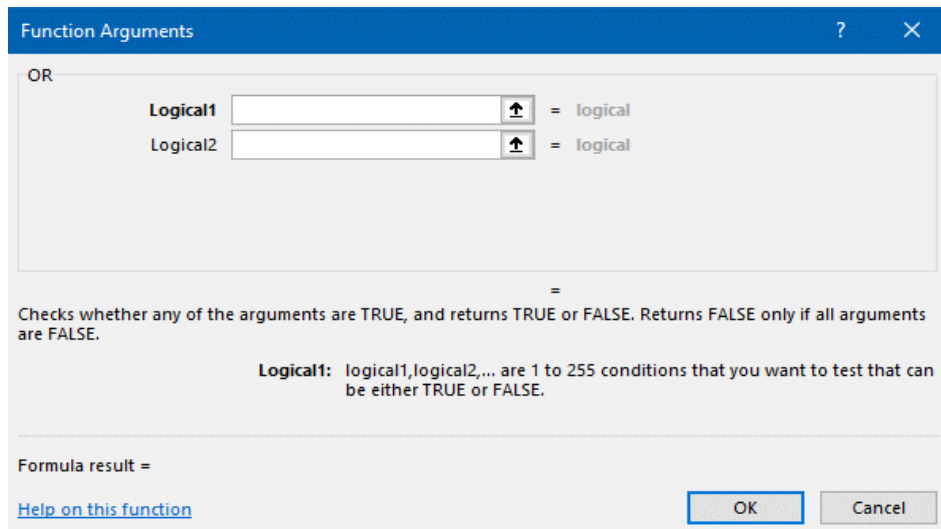 Function Arguments ? ×
OR
Logical1 = logical
Logical2 = logical
=
Checks whether any of the arguments are TRUE, and returns TRUE or FALSE. Returns FALSE only if all arguments
are FALSE.
Logical1: logical1,logical2,... are 1 to 255 conditions that you want to test that can
be either TRUE or FALSE.
Formula result =
Help on this function OK Cancel